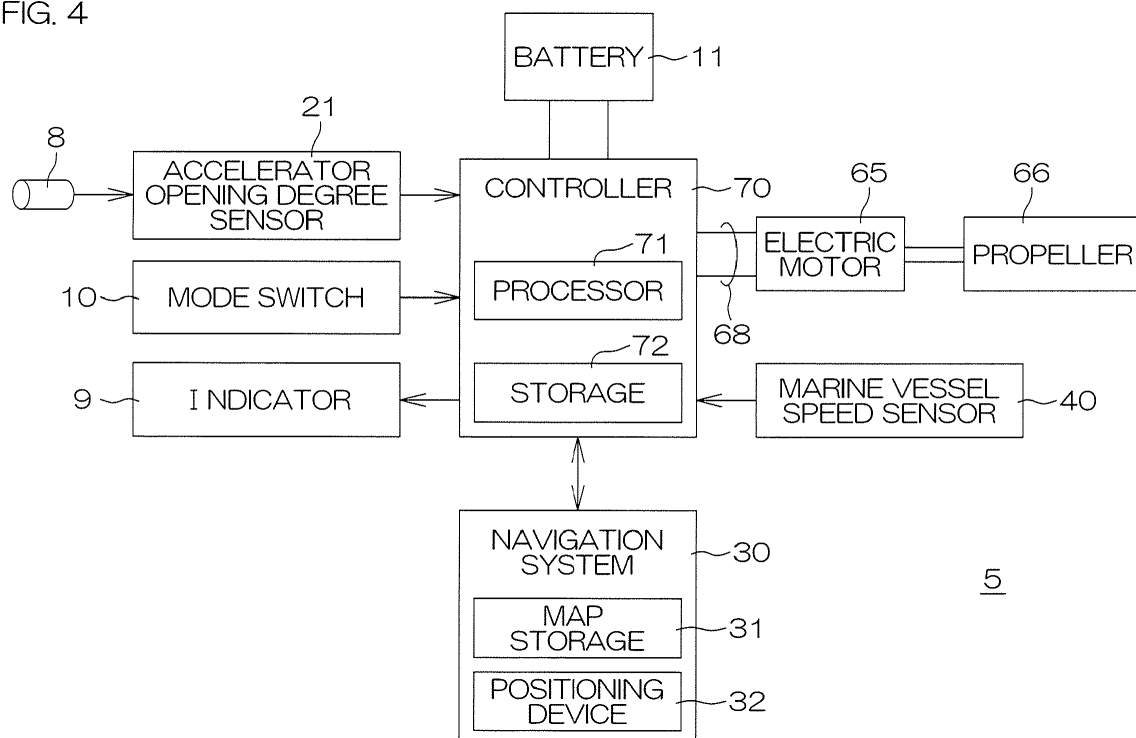 FIG. 4
BATTERY
11
8
21
ACCELERATOR
OPENING DEGREE
SENSOR
CONTROLLER
70
65
66
ELECTRIC
MOTOR
PROPELLER
71
PROCESSOR
68
10
MODE SWITCH
72
STORAGE
9
INDICATOR
MARINE VESSEL
SPEED SENSOR
40
NAVIGATION
SYSTEM
30
5
MAP
STORAGE
31
POSITIONING
DEVICE
32